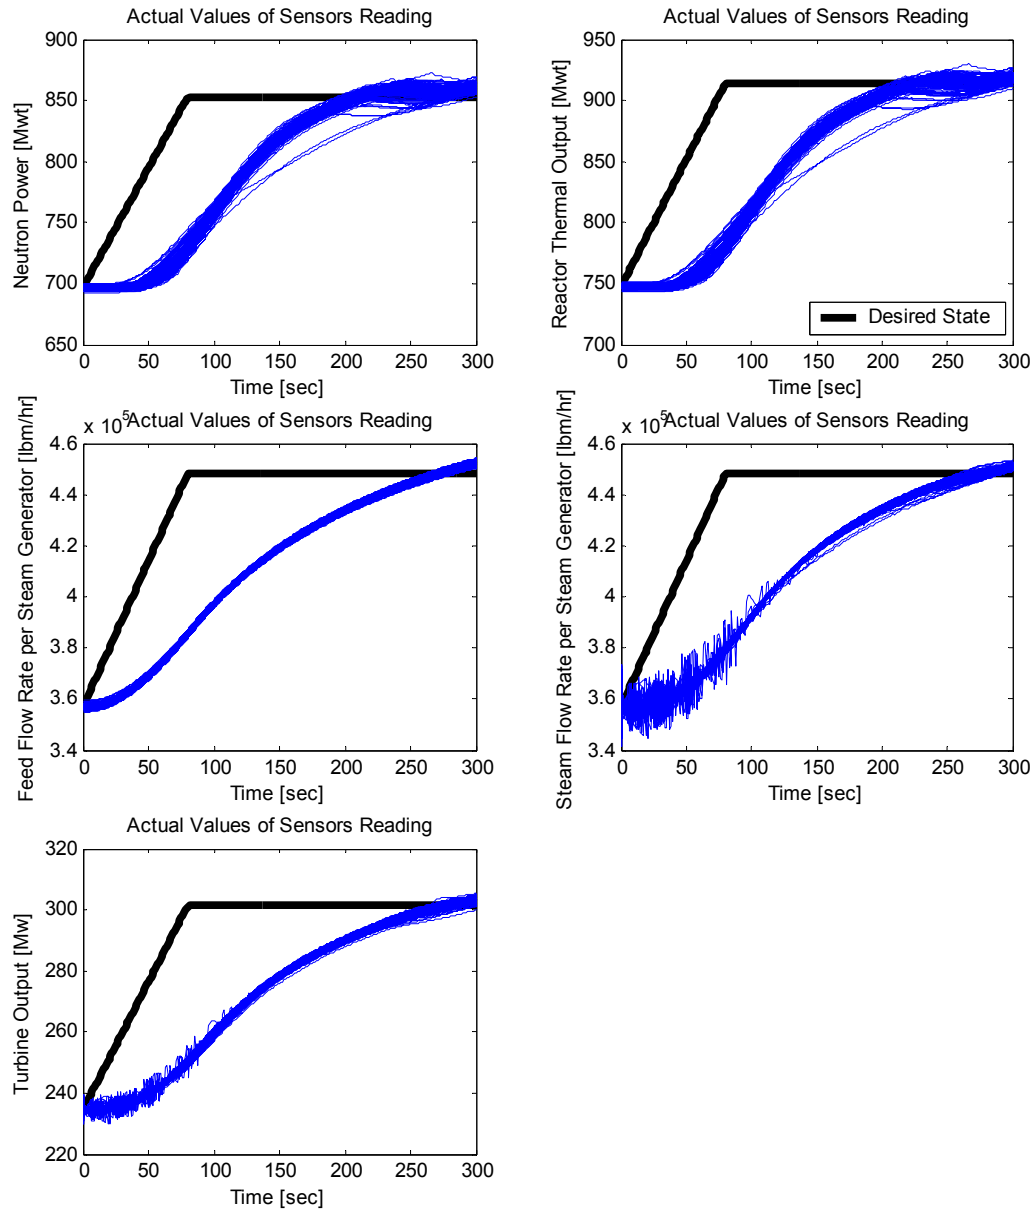 Actual Values of Sensors Reading
900
850
800
750
700
650
Neutron Power [Mwt]
0 50 100 150 200 250 300
Time [sec]
Actual Values of Sensors Reading
950
900
850
800
750
700
Reactor Thermal Output [Mwt]
Desired State
0 50 100 150 200 250 300
Time [sec]
x 10^5
Actual Values of Sensors Reading
4.6
4.4
4.2
4
3.8
3.6
3.4
Feed Flow Rate per Steam Generator [lbm/hr]
0 50 100 150 200 250 300
Time [sec]
x 10^5
Actual Values of Sensors Reading
4.6
4.4
4.2
4
3.8
3.6
3.4
Steam Flow Rate per Steam Generator [lbm/hr]
0 50 100 150 200 250 300
Time [sec]
Actual Values of Sensors Reading
320
300
280
260
240
220
Turbine Output [Mw]
0 50 100 150 200 250 300
Time [sec]